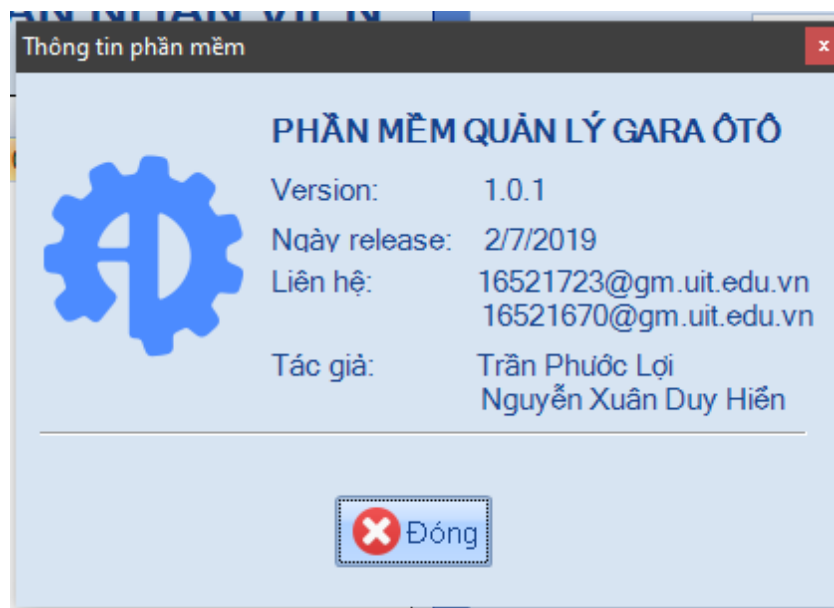 Thông tin phần mềm
x
PHẦN MỀM QUẢN LÝ GARA ÔTÔ
Version: 1.0.1
Ngày release: 2/7/2019
Liên hệ: 16521723@gm.uit.edu.vn
16521670@gm.uit.edu.vn
Tác giả: Trần Phước Lợi
Nguyễn Xuân Duy Hiển
Đóng